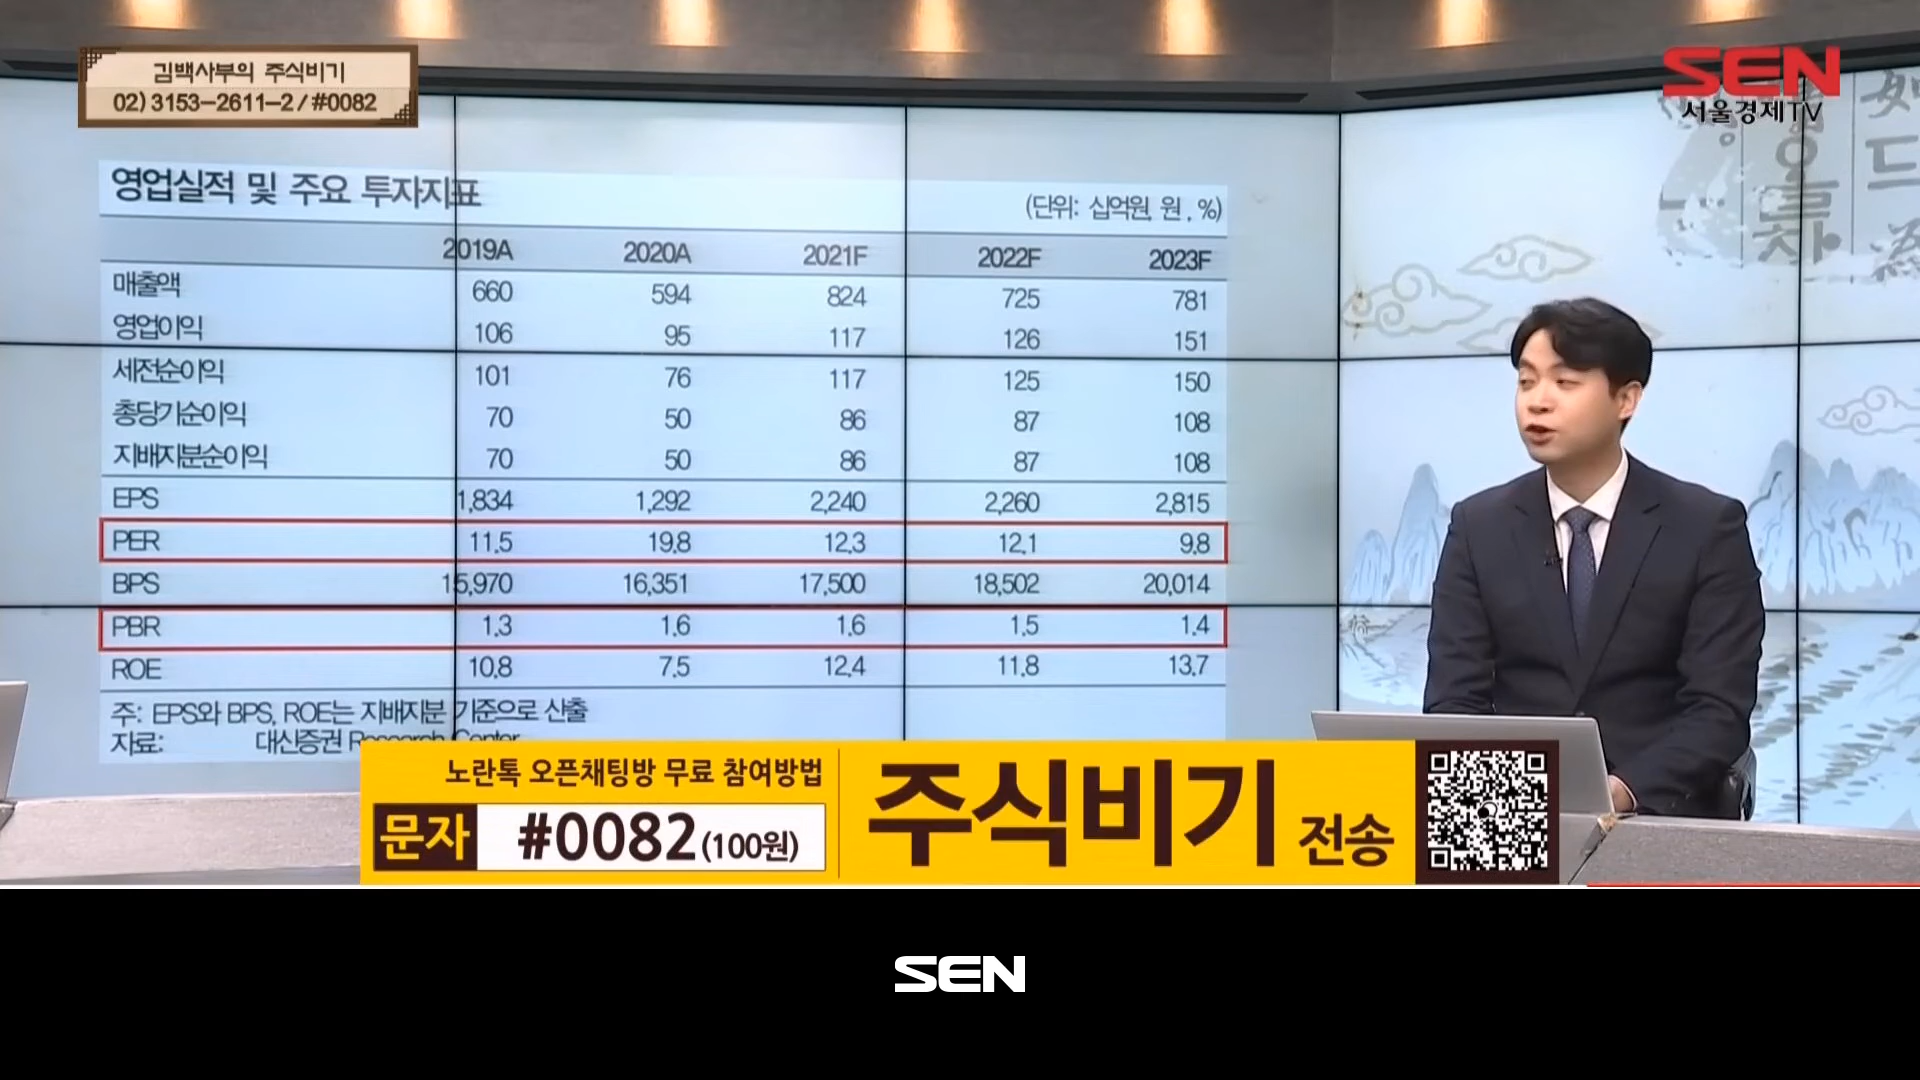 김백사부의 주식비기
02) 3153-2611-2 / #0082
SEN
서울경제TV
영업실적 및 주요 투자지표
(단위: 십억원, 원, %)
2019A 2020A 2021F 2022F 2023F
매출액 660 594 824 725 781
영업이익 106 95 117 126 151
세전순이익 101 76 117 125 150
총당기순이익 70 50 86 87 108
지배지분순이익 70 50 86 87 108
EPS 1,834 1,292 2,240 2,260 2,815
PER 11.5 19.8 12.3 12.1 9.8
BPS 15,970 16,351 17,500 18,502 20,014
PBR 1.3 1.6 1.6 1.5 1.4
ROE 10.8 7.5 12.4 11.8 13.7
주: EPS와 BPS, ROE는 지배지분 기준으로 산출
자료: 대신증권 Research Center
노란톡 오픈채팅방 무료 참여방법
문자 #0082(100원)
주식비기 전송
SEN